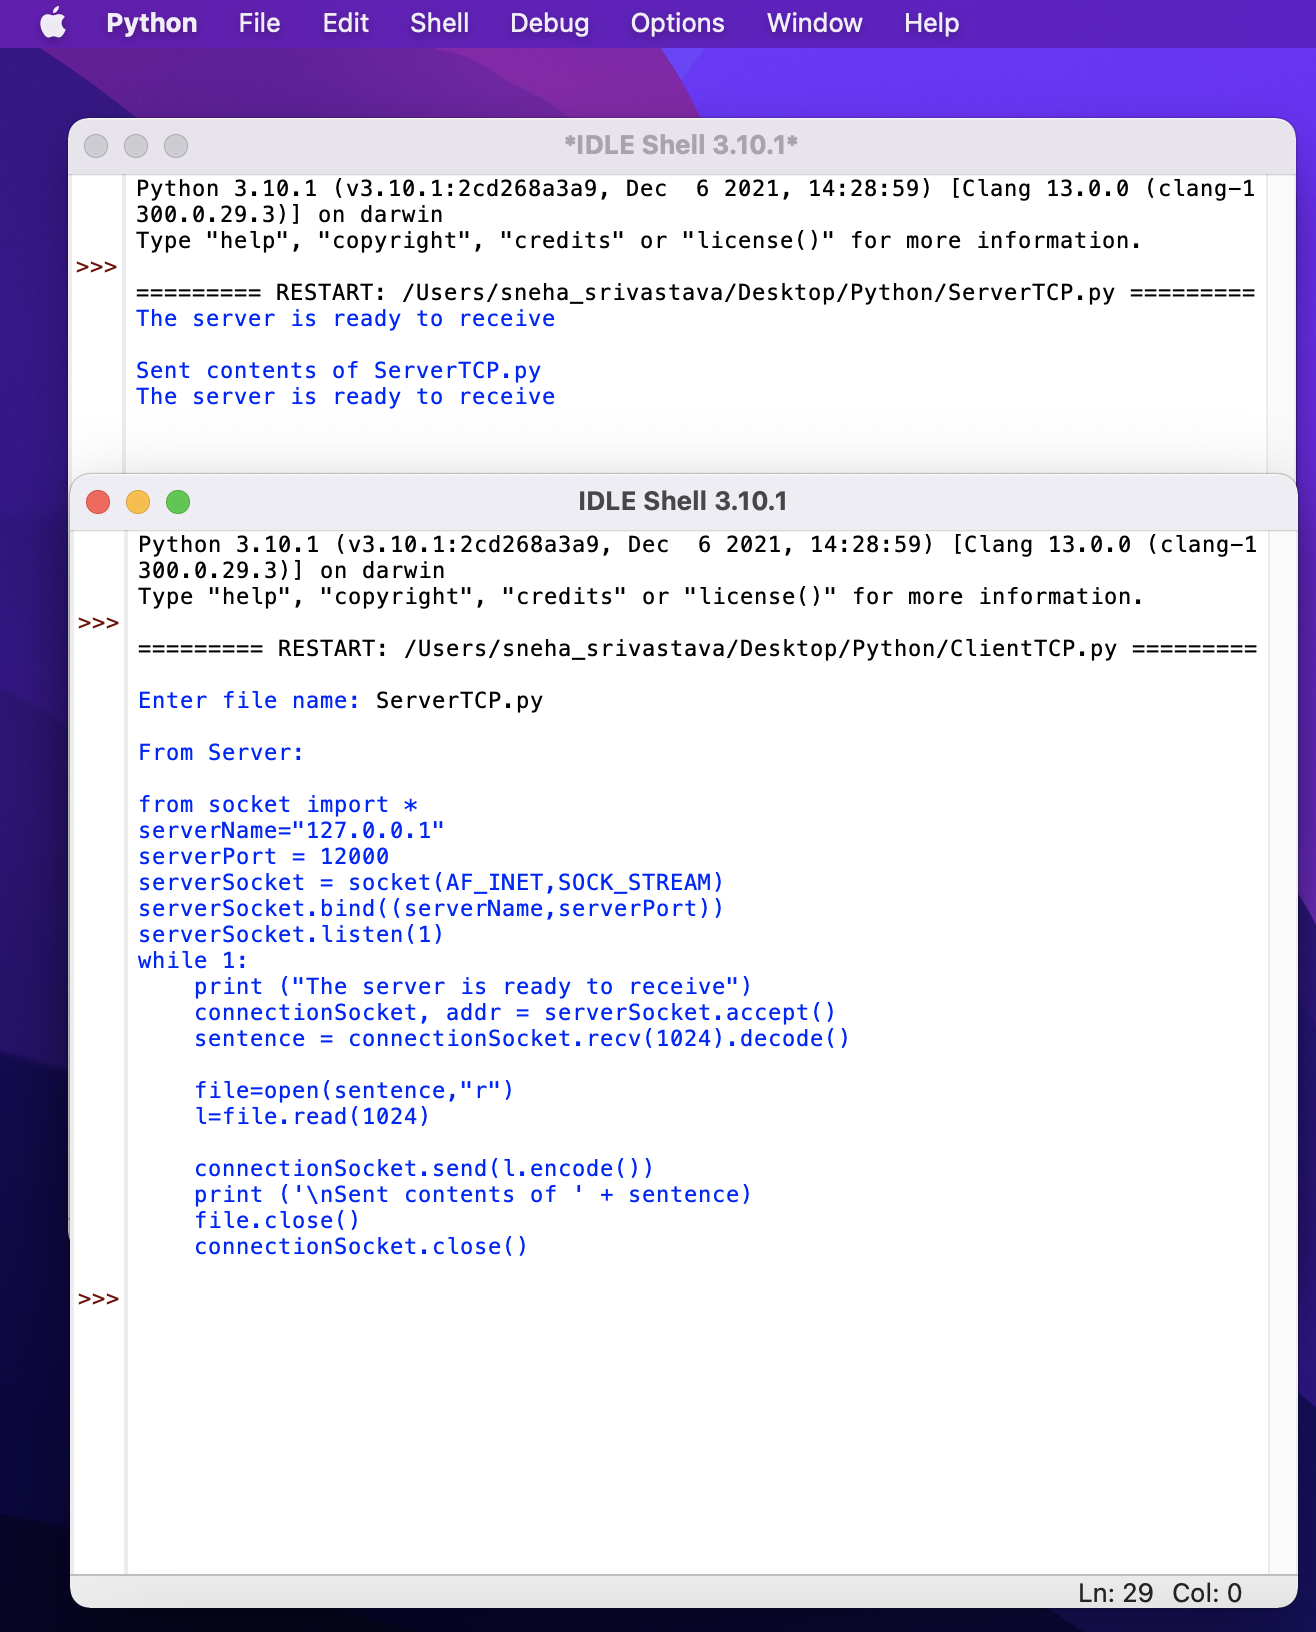 Python File Edit Shell Debug Options Window Help
*IDLE Shell 3.10.1*
Python 3.10.1 (v3.10.1:2cd268a3a9, Dec  6 2021, 14:28:59) [Clang 13.0.0 (clang-1
300.0.29.3)] on darwin
Type "help", "copyright", "credits" or "license()" for more information.
>>>
========= RESTART: /Users/sneha_srivastava/Desktop/Python/ServerTCP.py =========
The server is ready to receive
Sent contents of ServerTCP.py
The server is ready to receive
IDLE Shell 3.10.1
Python 3.10.1 (v3.10.1:2cd268a3a9, Dec  6 2021, 14:28:59) [Clang 13.0.0 (clang-1
300.0.29.3)] on darwin
Type "help", "copyright", "credits" or "license()" for more information.
>>>
========= RESTART: /Users/sneha_srivastava/Desktop/Python/ClientTCP.py =========
Enter file name: ServerTCP.py
From Server:
from socket import *
serverName="127.0.0.1"
serverPort = 12000
serverSocket = socket(AF_INET,SOCK_STREAM)
serverSocket.bind((serverName,serverPort))
serverSocket.listen(1)
while 1:
    print ("The server is ready to receive")
    connectionSocket, addr = serverSocket.accept()
    sentence = connectionSocket.recv(1024).decode()
    file=open(sentence,"r")
    l=file.read(1024)
    connectionSocket.send(l.encode())
    print ('\nSent contents of ' + sentence)
    file.close()
    connectionSocket.close()
>>>
Ln: 29 Col: 0